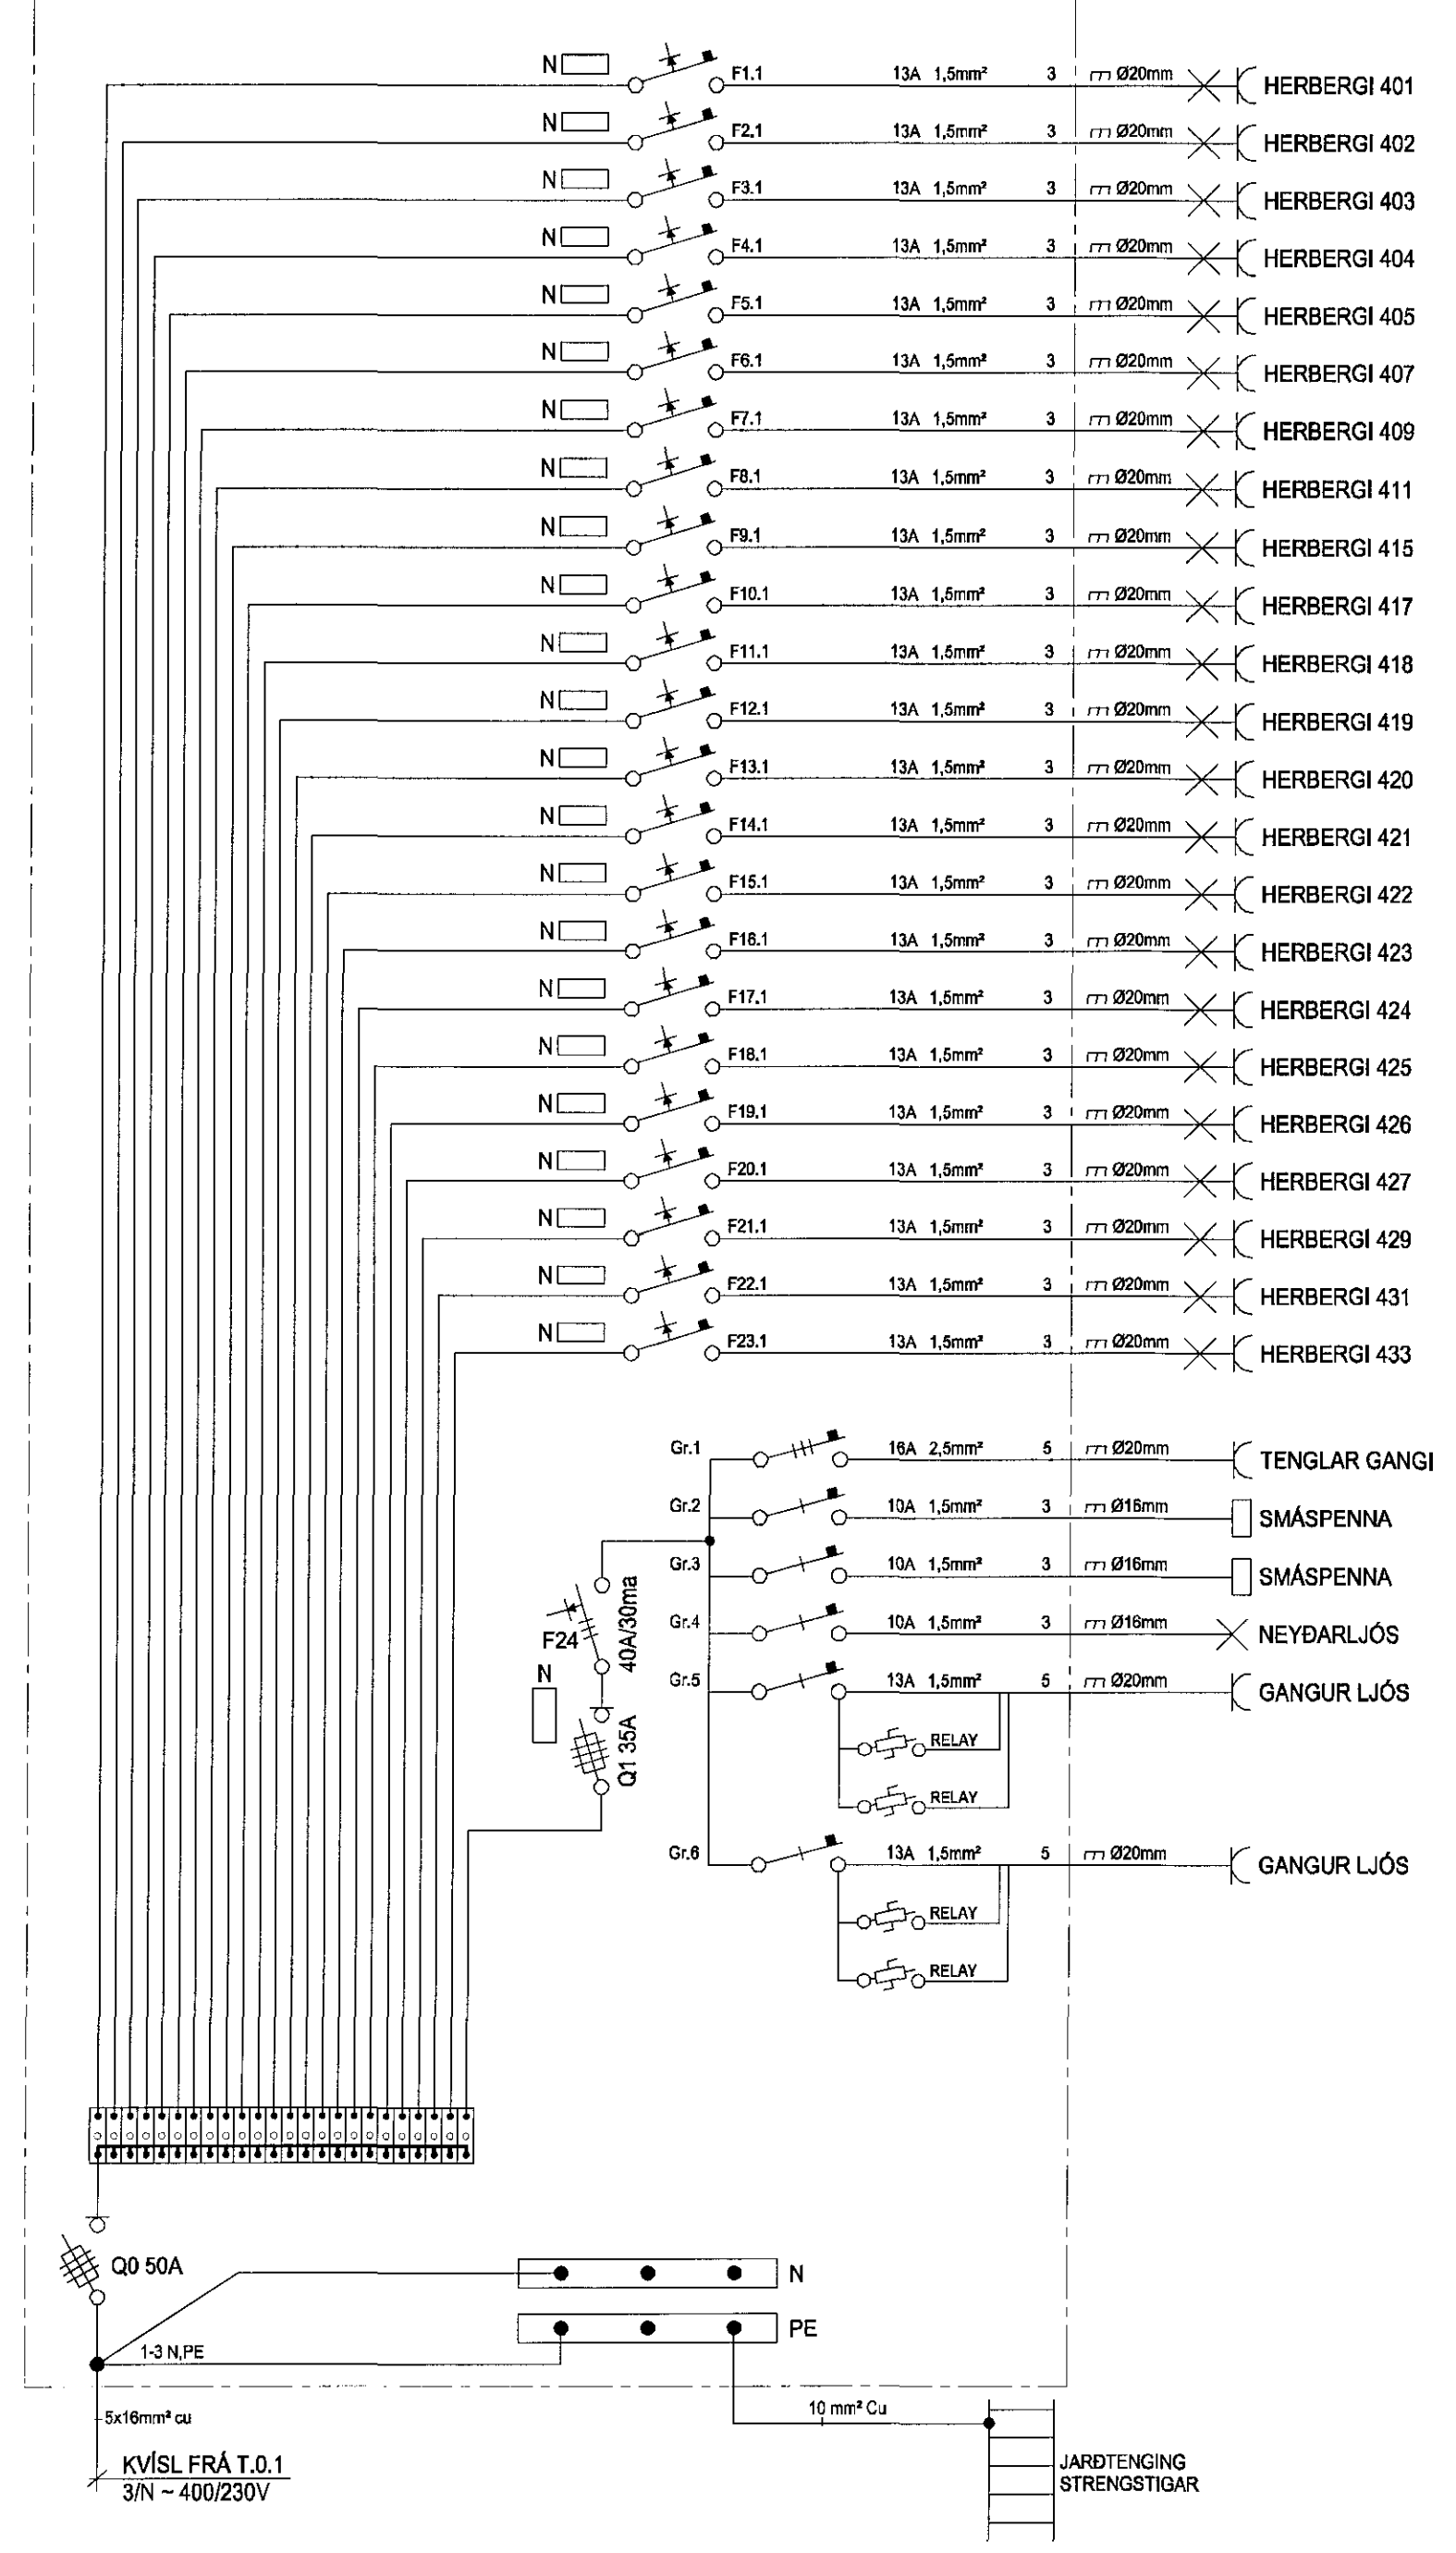 N F1.1 13A 1,5mm² 3 Ø20mm HERBERGI 401
N F2.1 13A 1,5mm² 3 Ø20mm HERBERGI 402
N F3.1 13A 1,5mm² 3 Ø20mm HERBERGI 403
N F4.1 13A 1,5mm² 3 Ø20mm HERBERGI 404
N F5.1 13A 1,5mm² 3 Ø20mm HERBERGI 405
N F6.1 13A 1,5mm² 3 Ø20mm HERBERGI 407
N F7.1 13A 1,5mm² 3 Ø20mm HERBERGI 409
N F8.1 13A 1,5mm² 3 Ø20mm HERBERGI 411
N F9.1 13A 1,5mm² 3 Ø20mm HERBERGI 415
N F10.1 13A 1,5mm² 3 Ø20mm HERBERGI 417
N F11.1 13A 1,5mm² 3 Ø20mm HERBERGI 418
N F12.1 13A 1,5mm² 3 Ø20mm HERBERGI 419
N F13.1 13A 1,5mm² 3 Ø20mm HERBERGI 420
N F14.1 13A 1,5mm² 3 Ø20mm HERBERGI 421
N F15.1 13A 1,5mm² 3 Ø20mm HERBERGI 422
N F16.1 13A 1,5mm² 3 Ø20mm HERBERGI 423
N F17.1 13A 1,5mm² 3 Ø20mm HERBERGI 424
N F18.1 13A 1,5mm² 3 Ø20mm HERBERGI 425
N F19.1 13A 1,5mm² 3 Ø20mm HERBERGI 426
N F20.1 13A 1,5mm² 3 Ø20mm HERBERGI 427
N F21.1 13A 1,5mm² 3 Ø20mm HERBERGI 429
N F22.1 13A 1,5mm² 3 Ø20mm HERBERGI 431
N F23.1 13A 1,5mm² 3 Ø20mm HERBERGI 433
Gr.1 16A 2,5mm² 5 Ø20mm TENGLAR GANGI
Gr.2 10A 1,5mm² 3 Ø16mm SMÁSPENNA
Gr.3 10A 1,5mm² 3 Ø16mm SMÁSPENNA
Gr.4 10A 1,5mm² 3 Ø16mm NEYÐARLJÓS
F24 40A/30ma
N
Q1 35A
Gr.5 13A 1,5mm² 5 Ø20mm GANGUR LJÓS
RELAY
RELAY
Gr.6 13A 1,5mm² 5 Ø20mm GANGUR LJÓS
RELAY
RELAY
Q0 50A
N
PE
1-3 N,PE
5x16mm² cu
10 mm² Cu
KVÍSL FRÁ T.0.1
3/N ~ 400/230V
JARÐTENGING
STRENGSTIGAR